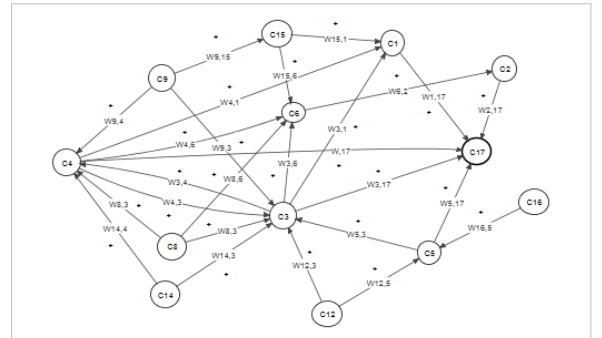 C15
W15,1
C1
W9,15
C2
W15,6
C9
W6,2
W4,1
W1,17
W2,17
C6
W9,4
W3,1
W4,6
W9,3
C17
W,17
C4
W3,6
W8,6
W3,4
W3,17
W4,3
W8,3
C16
C3
W5,17
W16,5
W14,4
W8,3
W5,3
C8
C5
W14,3
W12,3
W12,5
C14
C12